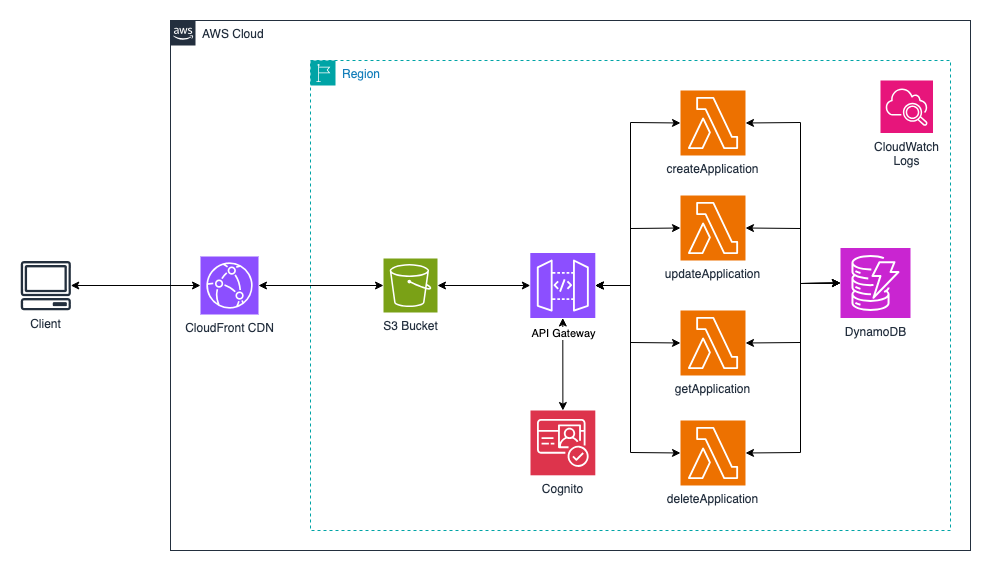 aws
AWS Cloud
Region
CloudWatch
Logs
createApplication
updateApplication
Client
CloudFront CDN
S3 Bucket
API Gateway
DynamoDB
getApplication
Cognito
deleteApplication